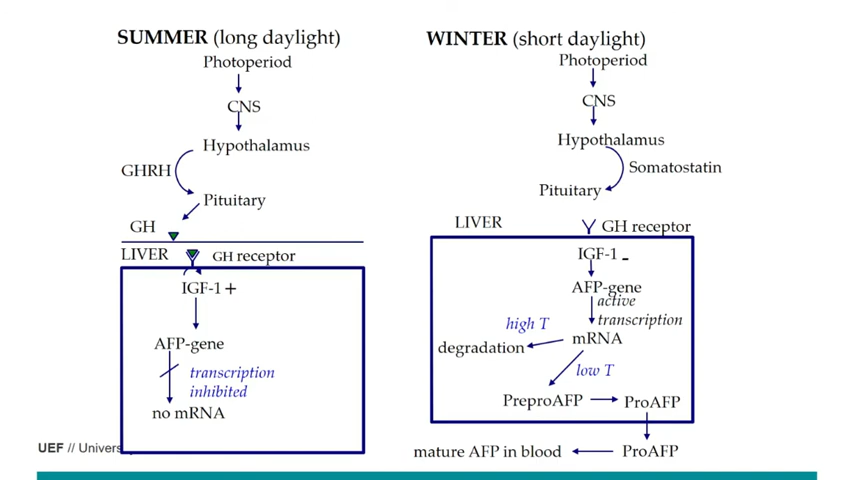 SUMMER (long daylight)
Photoperiod
CNS
Hypothalamus
GHRH
Pituitary
GH
LIVER
GH receptor
IGF-1 +
AFP-gene
transcription
inhibited
no mRNA
UEF // Univers
WINTER (short daylight)
Photoperiod
CNS
Hypothalamus
Somatostatin
Pituitary
LIVER
GH receptor
IGF-1 -
AFP-gene
active
transcription
high T
mRNA
degradation
low T
PreproAFP
ProAFP
mature AFP in blood
ProAFP